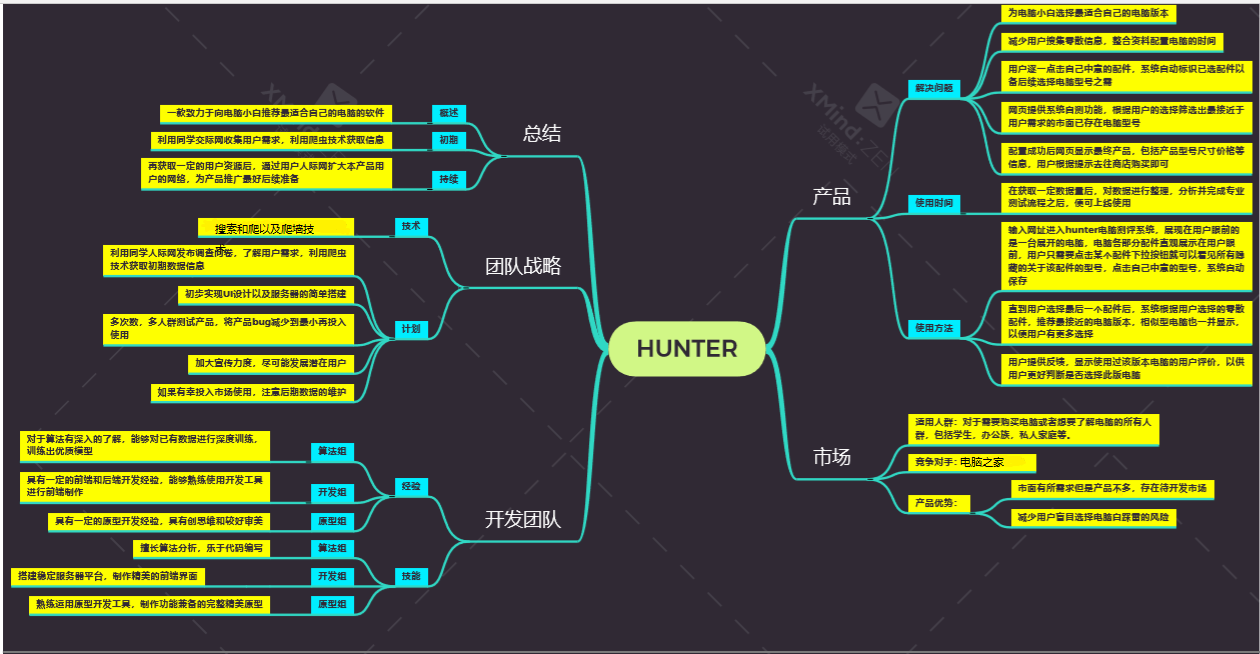 HUNTER
产品
解决问题
为电脑小白选择最适合自己的电脑版本
减少用户搜集零散信息，整合资料配置电脑的时间
用户逐一点击自己中意的配件，系统自动标识已选配件以
备后续选择电脑型号之需
网页提供系统自测功能，根据用户的选择筛选出最接近于
用户需求的市面已存在电脑型号
配置成功后网页显示最终产品，包括产品型号尺寸价格等
信息，用户根据提示去往商店购买即可
使用时间
在获取一定数据量后，对数据进行整理，分析并完成专业
测试流程之后，便可上线使用
使用方法
输入网址进入hunter电脑测评系统，展现在用户眼前的
是一台展开的电脑，电脑各部分配件直观展示在用户眼
前，用户只需要点击某个配件下拉按钮就可以看见所有隐
藏的关于该配件的型号，点击自己中意的型号，系统自动
保存
直到用户选择最后一个配件后，系统根据用户选择的零散
配件，推荐最接近的电脑版本，相似型电脑也一并显示，
以便用户有更多选择
用户提供反馈，显示使用过该版本电脑的用户评价，以供
用户更好判断是否选择此版电脑
市场
适用人群：对于需要购买电脑或者想要了解电脑的所有人
群，包括学生，办公族，私人家庭等。
竞争对手：电脑之家
产品优势：
市面有所需求但是产品不多，存在待开发市场
减少用户盲目选择电脑白踩雷的风险
总结
概述
一款致力于向电脑小白推荐最适合自己的电脑的软件
初期
利用同学交际网收集用户需求，利用爬虫技术获取信息
持续
再获取一定的用户资源后，通过用户人际网扩大本产品用
户的网络，为产品推广最好后续准备
团队战略
技术
搜索和爬以及爬墙技
计划
利用同学人际网发布调查问卷，了解用户需求，利用爬虫
技术获取初期数据信息
初步实现UI设计以及服务器的简单搭建
多次数，多人群测试产品，将产品bug减少到最小再投入
使用
加大宣传力度，尽可能发展潜在用户
如果有幸投入市场使用，注意后期数据的维护
开发团队
经验
算法组
对于算法有深入的了解，能够对已有数据进行深度训练，
训练出优质模型
开发组
具有一定的前端和后端开发经验，能够熟练使用开发工具
进行前端制作
原型组
具有一定的原型开发经验，具有创思维和较好审美
技能
算法组
擅长算法分析，乐于代码编写
开发组
搭建稳定服务器平台，制作精美的前端界面
原型组
熟练运用原型开发工具，制作功能兼备的完整精美原型
XMind: ZEN
试用模式